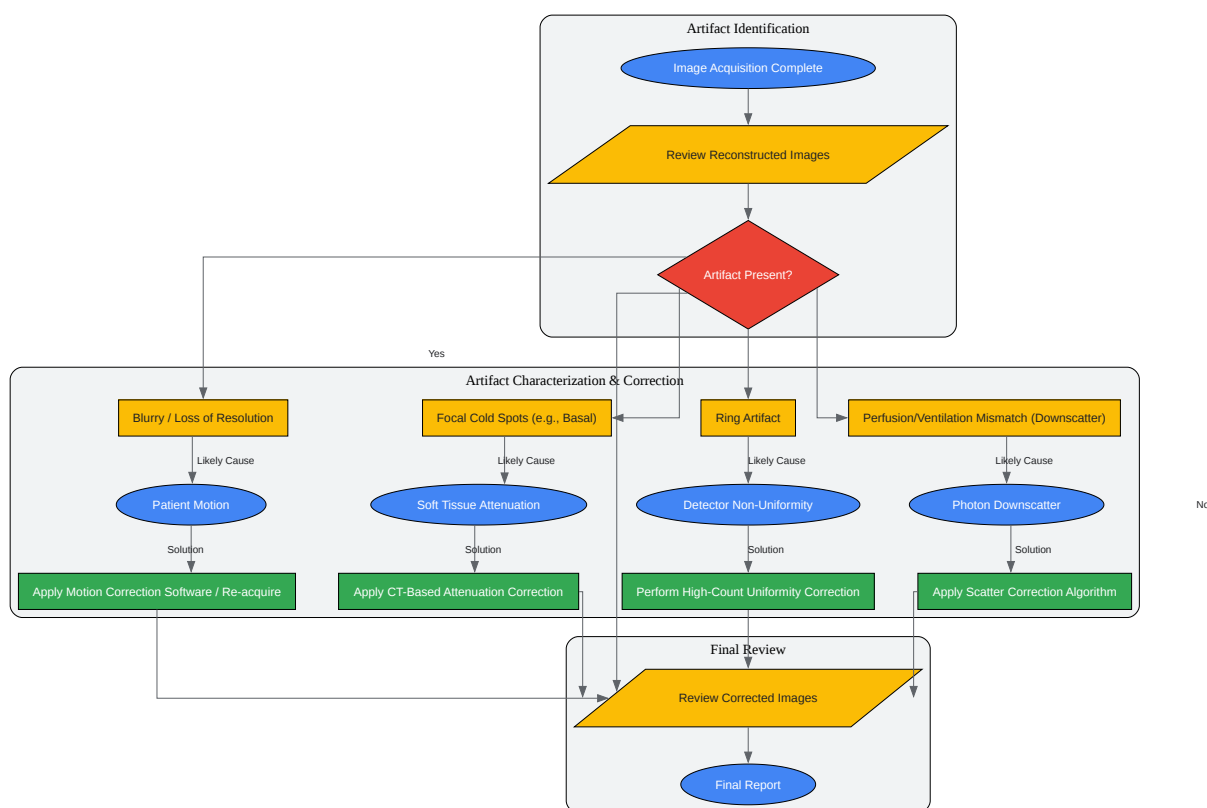 Artifact Identification
Image Acquisition Complete
Review Reconstructed Images
Artifact Present?
Yes
Artifact Characterization & Correction
Blurry / Loss of Resolution
Focal Cold Spots (e.g., Basal)
Ring Artifact
Perfusion/Ventilation Mismatch (Downscatter)
Likely Cause
Likely Cause
Likely Cause
Likely Cause
Patient Motion
Soft Tissue Attenuation
Detector Non-Uniformity
Photon Downscatter
No
Solution
Solution
Solution
Solution
Apply Motion Correction Software / Re-acquire
Apply CT-Based Attenuation Correction
Perform High-Count Uniformity Correction
Apply Scatter Correction Algorithm
Final Review
Review Corrected Images
Final Report